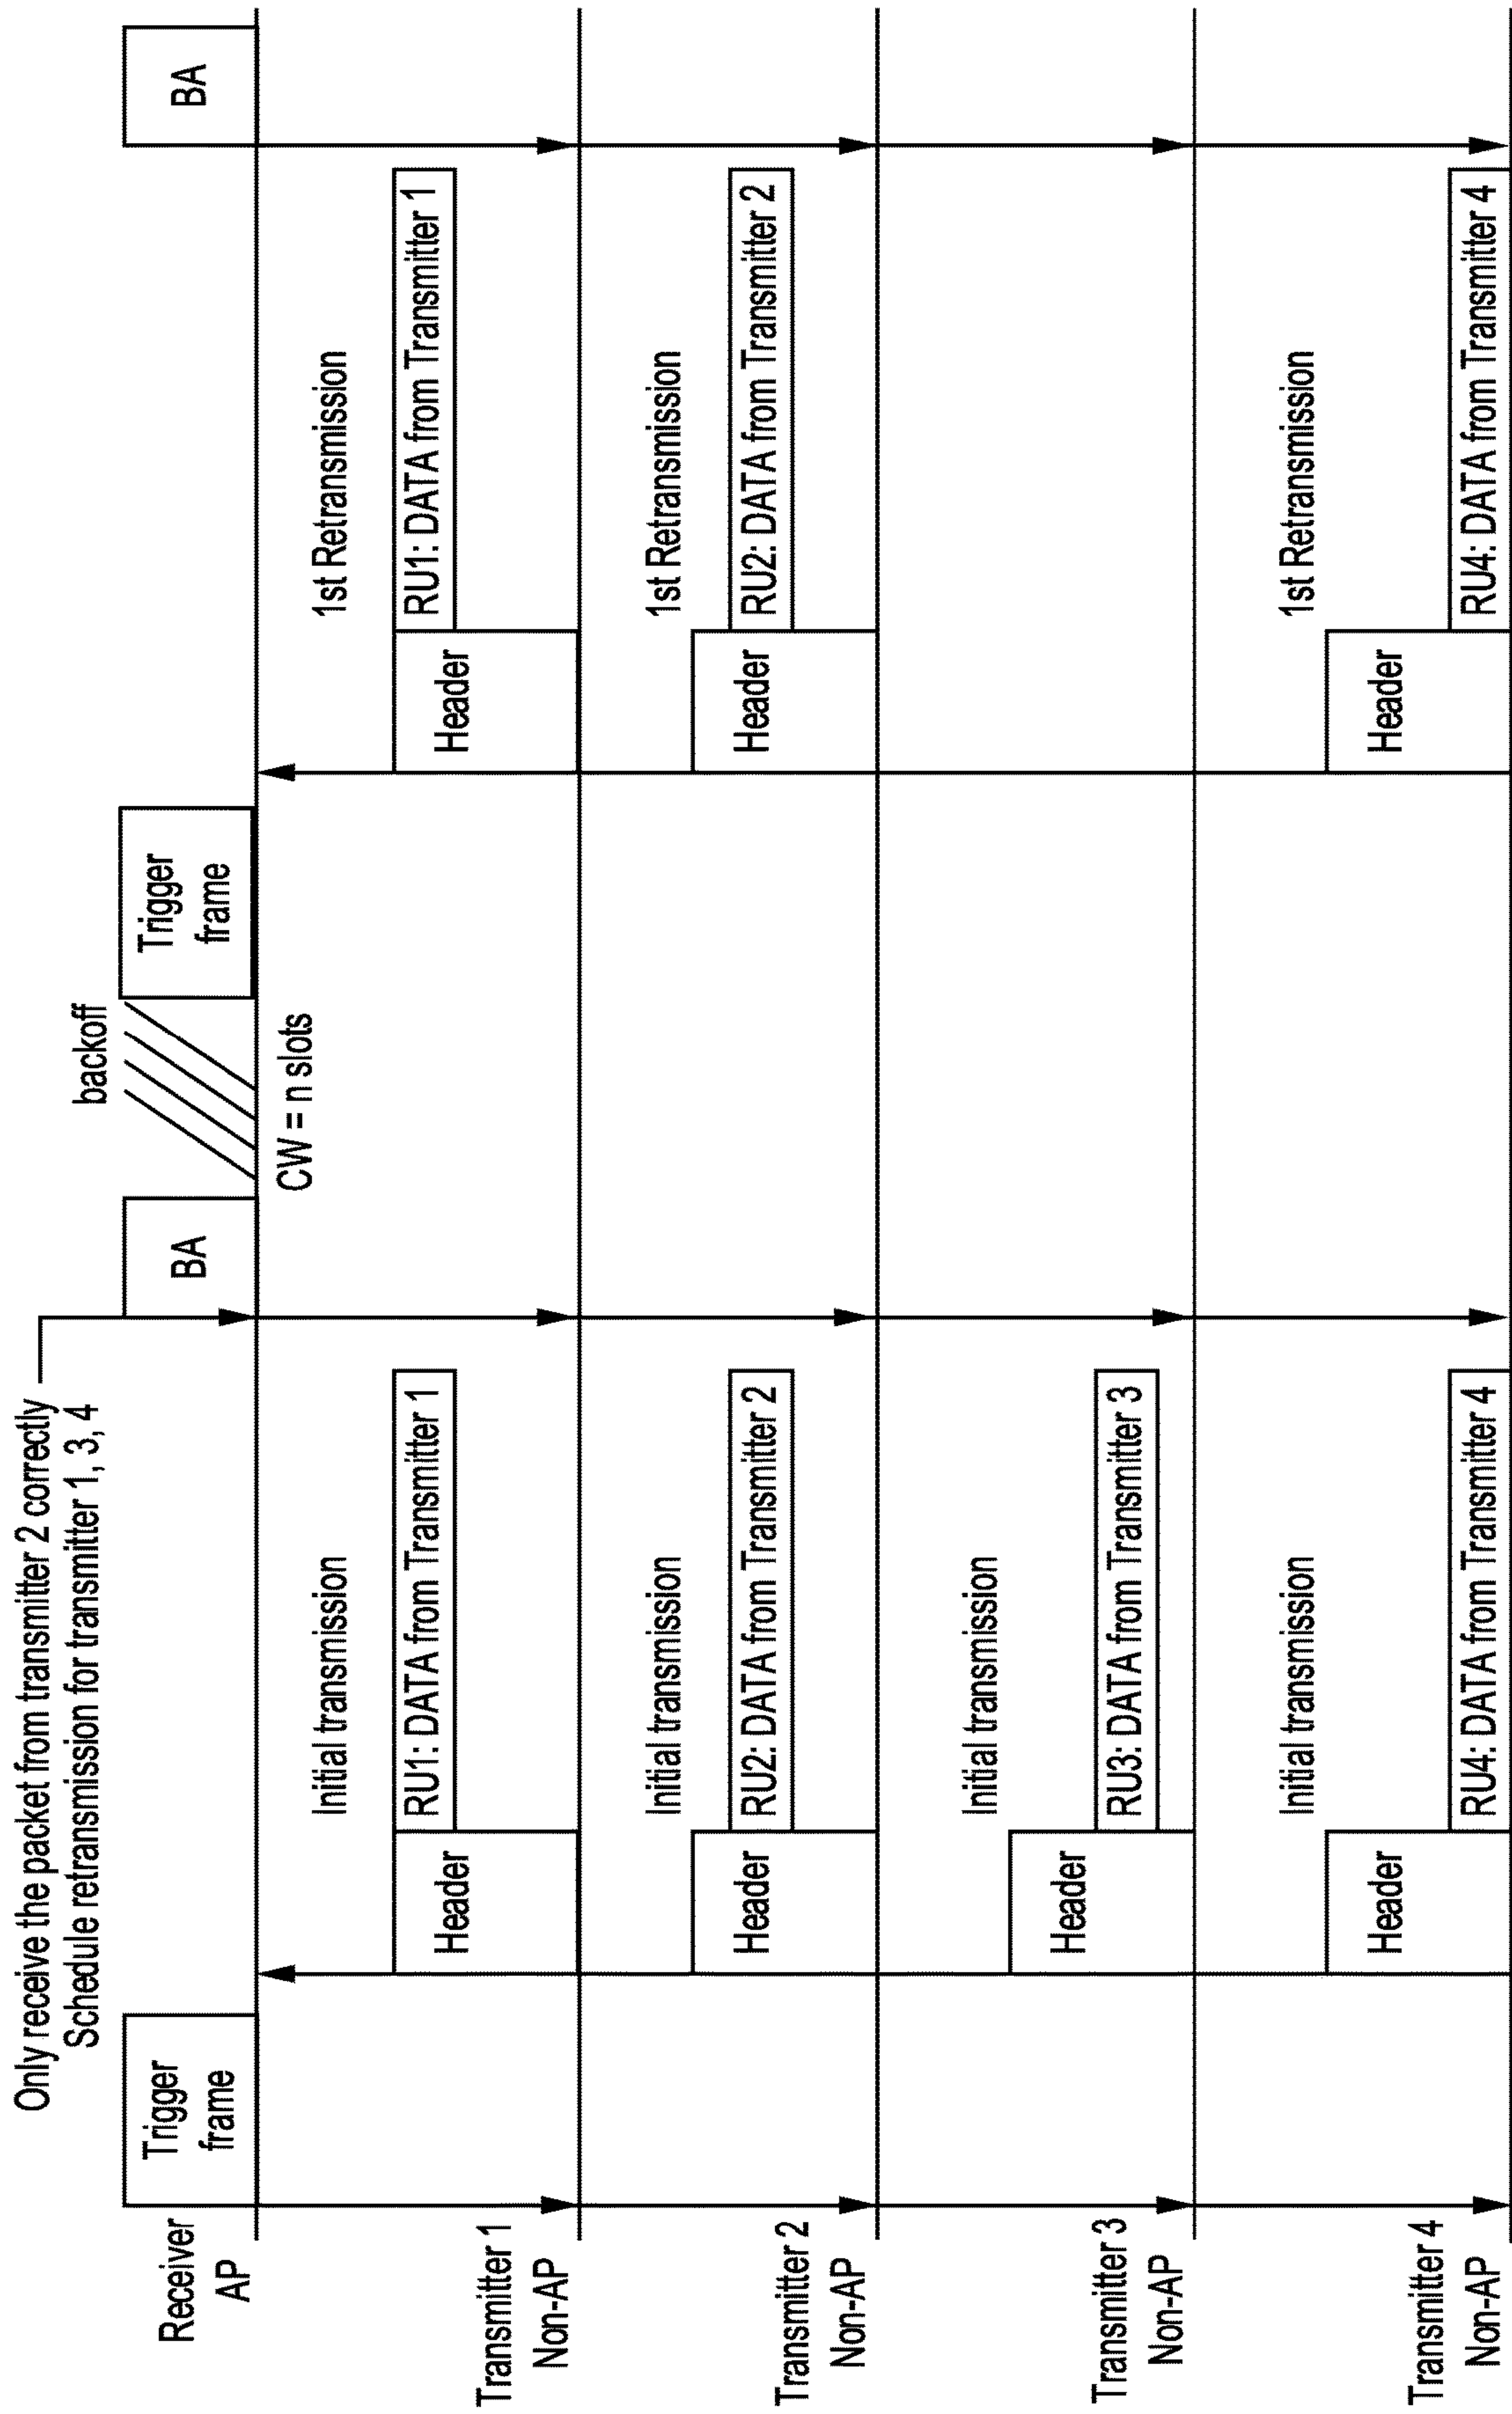 Only receive the packet from transmitter 2 correctly
Schedule retransmission for transmitter 1, 3, 4
Receiver
AP
Trigger
frame
BA
backoff
CW = n slots
Trigger
frame
BA
Transmitter 1
Non-AP
Initial transmission
Header
RU1: DATA from Transmitter 1
1st Retransmission
Header
RU1: DATA from Transmitter 1
Transmitter 2
Non-AP
Initial transmission
Header
RU2: DATA from Transmitter 2
1st Retransmission
Header
RU2: DATA from Transmitter 2
Transmitter 3
Non-AP
Initial transmission
Header
RU3: DATA from Transmitter 3
Transmitter 4
Non-AP
Initial transmission
Header
RU4: DATA from Transmitter 4
1st Retransmission
Header
RU4: DATA from Transmitter 4